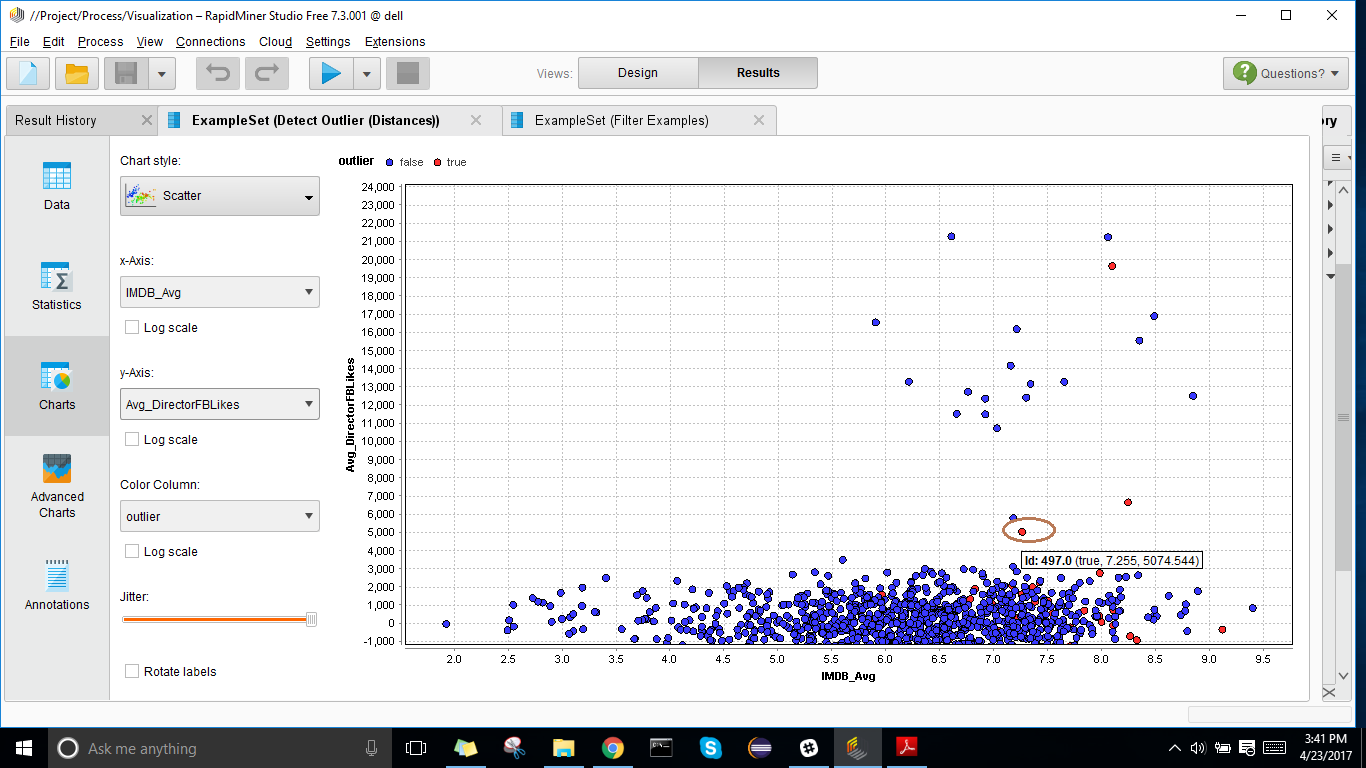 //Project/Process/Visualization – RapidMiner Studio Free 7.3.001 @ dell
File Edit Process View Connections Cloud Settings Extensions
Views: Design Results Questions?
Result History ExampleSet (Detect Outlier (Distances)) ExampleSet (Filter Examples) ory
Data
Statistics
Charts
Advanced
Charts
Annotations
Chart style:
Scatter
x-Axis:
IMDB_Avg
Log scale
y-Axis:
Avg_DirectorFBLikes
Log scale
Color Column:
outlier
Log scale
Jitter:
Rotate labels
outlier false true
24,000
23,000
22,000
21,000
20,000
19,000
18,000
17,000
16,000
15,000
14,000
13,000
12,000
11,000
10,000
9,000
8,000
7,000
6,000
5,000
4,000
3,000
2,000
1,000
0
-1,000
Avg_DirectorFBLikes
Id: 497.0 (true, 7.255, 5074.544)
2.0 2.5 3.0 3.5 4.0 4.5 5.0 5.5 6.0 6.5 7.0 7.5 8.0 8.5 9.0 9.5
IMDB_Avg
Ask me anything
3:41 PM
4/23/2017